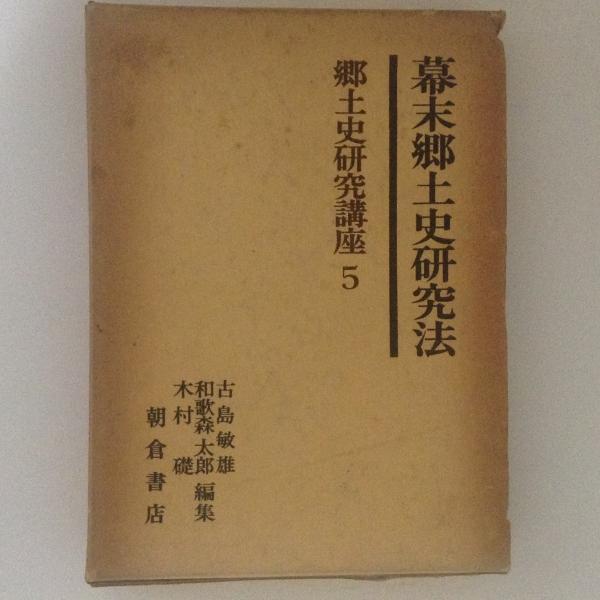 幕末郷土史研究法
郷土史研究講座 5
古島敏雄
和歌森太郎 編集
木村 礎
朝倉書店